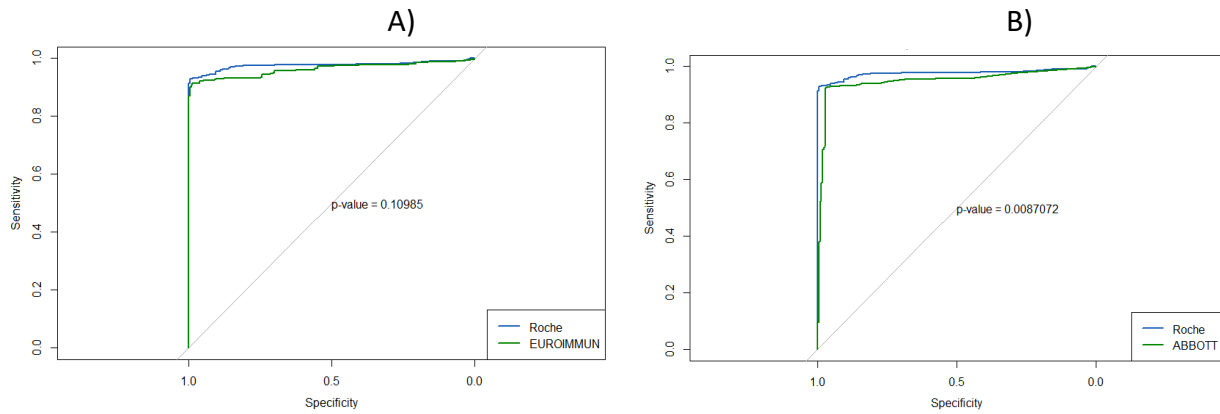 A)
1.0
0.8
0.6
0.4
0.2
0.0
Sensitivity
p-value = 0.10985
Roche
EUROIMMUN
1.0 0.5 0.0
Specificity
B)
1.0
0.8
0.6
0.4
0.2
0.0
Sensitivity
p-value = 0.0087072
Roche
ABBOTT
1.0 0.5 0.0
Specificity